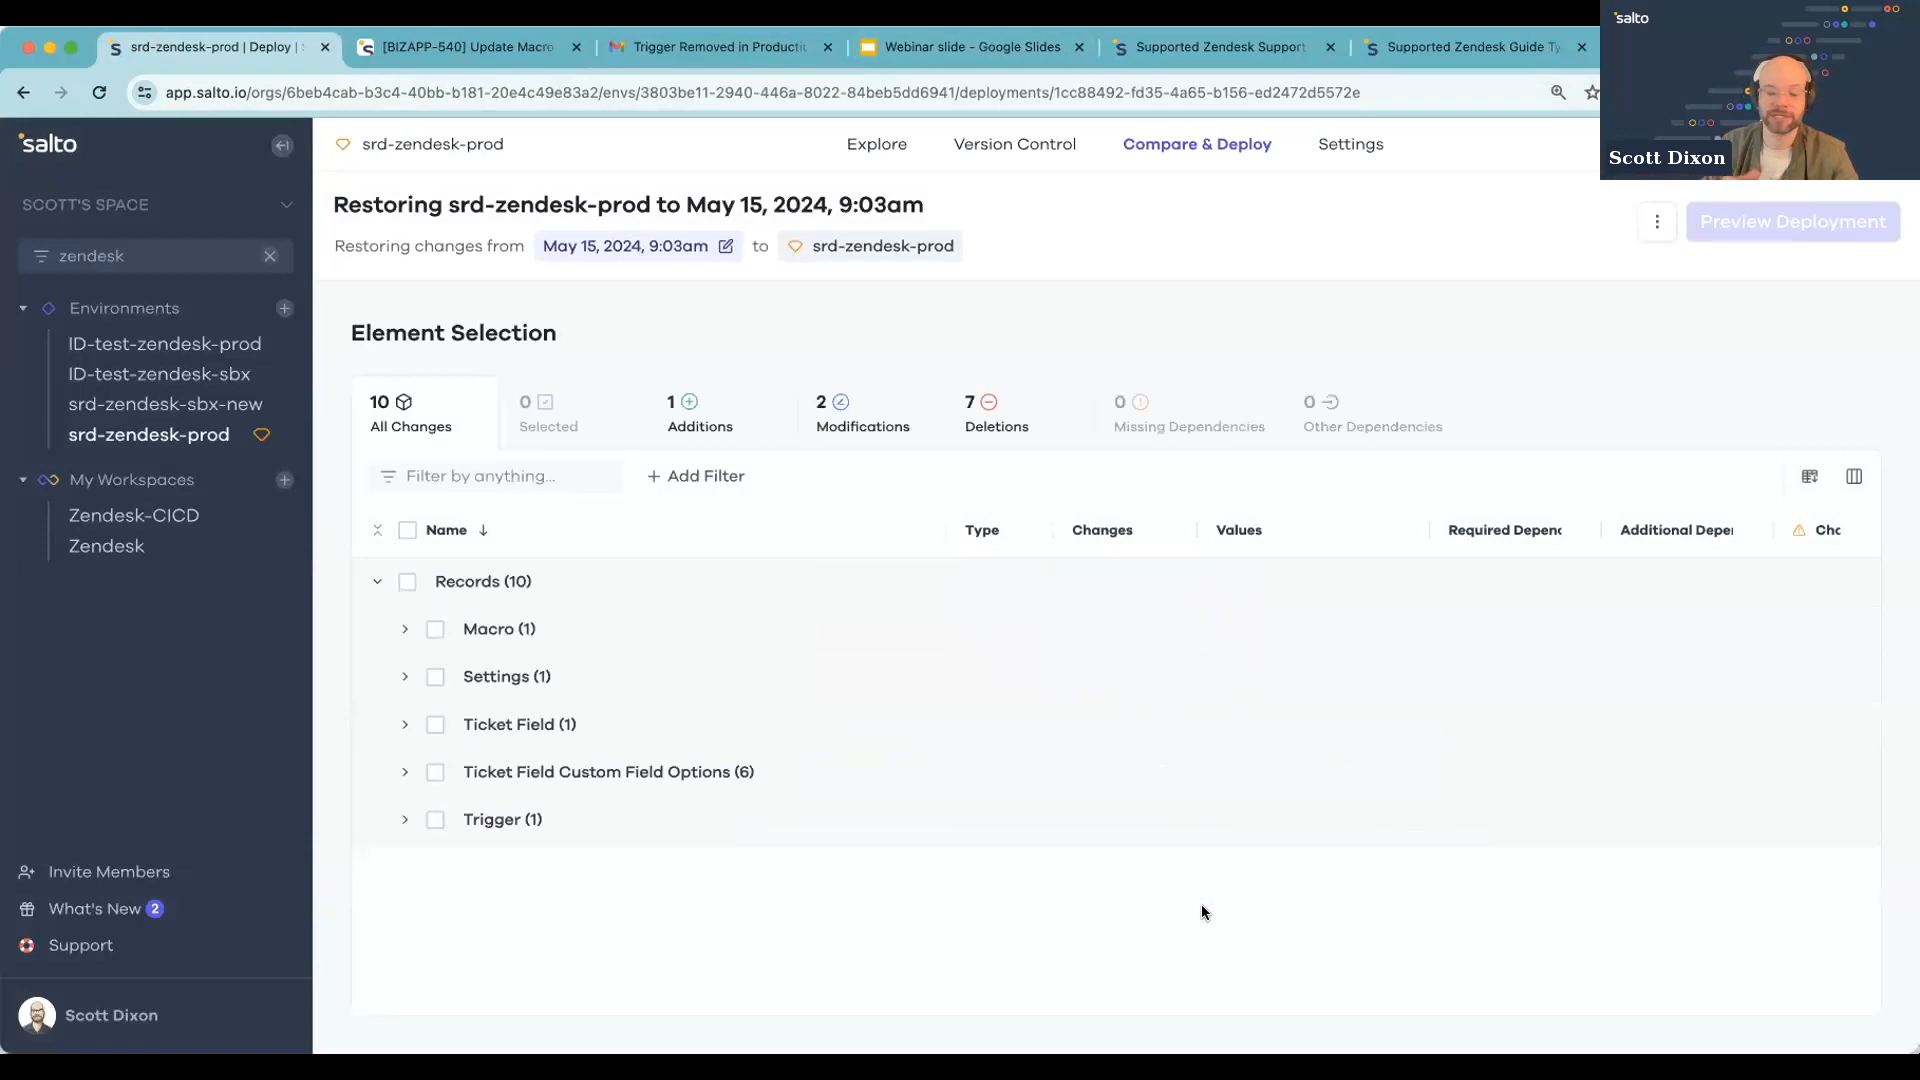 srd-zendesk-prod | Deploy |
[BIZAPP-540] Update Macro
Trigger Removed in Producti
Webinar slide - Google Slides
Supported Zendesk Support
Supported Zendesk Guide Ty
app.salto.io/orgs/6beb4cab-b3c4-40bb-b181-20e4c49e83a2/envs/3803be11-2940-446a-8022-84beb5dd6941/deployments/1cc88492-fd35-4a65-b156-ed2472d5572e
salto
Scott Dixon
salto
SCOTT'S SPACE
zendesk
Environments
ID-test-zendesk-prod
ID-test-zendesk-sbx
srd-zendesk-sbx-new
srd-zendesk-prod
My Workspaces
Zendesk-CICD
Zendesk
Invite Members
What's New 2
Support
Scott Dixon
srd-zendesk-prod
Explore
Version Control
Compare & Deploy
Settings
Restoring srd-zendesk-prod to May 15, 2024, 9:03am
Restoring changes from May 15, 2024, 9:03am to srd-zendesk-prod
Preview Deployment
Element Selection
10 All Changes
0 Selected
1 Additions
2 Modifications
7 Deletions
0 Missing Dependencies
0 Other Dependencies
Filter by anything...
+ Add Filter
Name
Type
Changes
Values
Required Depenc
Additional Deper
Chc
Records (10)
Macro (1)
Settings (1)
Ticket Field (1)
Ticket Field Custom Field Options (6)
Trigger (1)